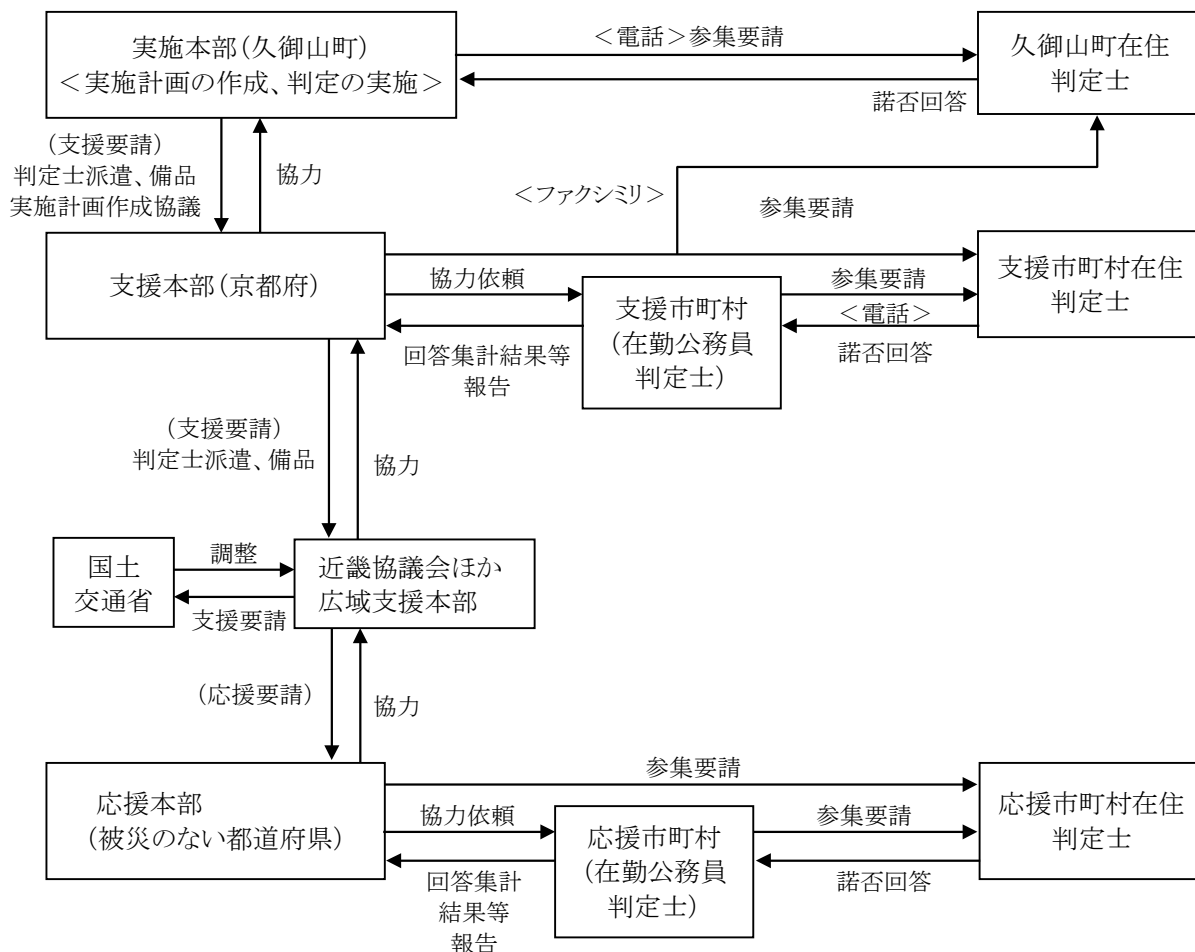 実施本部（久御山町）
＜実施計画の作成、判定の実施＞
＜電話＞参集要請
諾否回答
久御山町在住
判定士
（支援要請）
判定士派遣、備品
実施計画作成協議
協力
＜ファクシミリ＞
参集要請
支援本部（京都府）
協力依頼
回答集計結果等
報告
支援市町村
（在勤公務員
判定士）
参集要請
＜電話＞
諾否回答
支援市町村在住
判定士
（支援要請）
判定士派遣、備品
協力
国土
交通省
調整
支援要請
近畿協議会ほか
広域支援本部
（応援要請）
協力
応援本部
（被災のない都道府県）
参集要請
協力依頼
回答集計
結果等
報告
応援市町村
（在勤公務員
判定士）
参集要請
諾否回答
応援市町村在住
判定士